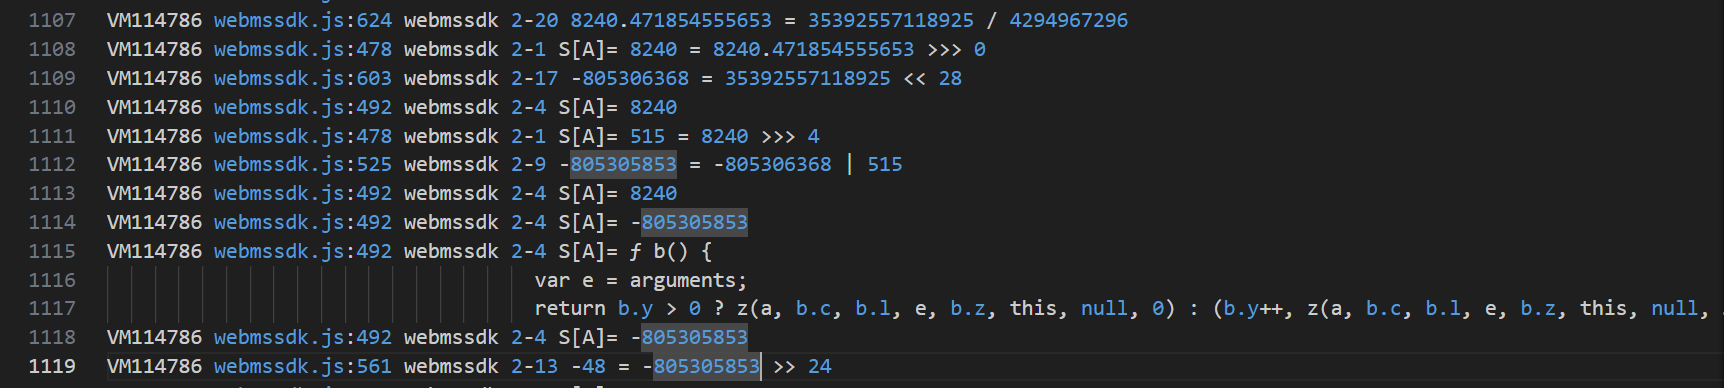 1107 VM114786 webmssdk.js:624 webmssdk 2-20 8240.471854555653 = 35392557118925 / 4294967296
1108 VM114786 webmssdk.js:478 webmssdk 2-1 S[A]= 8240 = 8240.471854555653 >>> 0
1109 VM114786 webmssdk.js:603 webmssdk 2-17 -805306368 = 35392557118925 << 28
1110 VM114786 webmssdk.js:492 webmssdk 2-4 S[A]= 8240
1111 VM114786 webmssdk.js:478 webmssdk 2-1 S[A]= 515 = 8240 >>> 4
1112 VM114786 webmssdk.js:525 webmssdk 2-9 -805305853 = -805306368 | 515
1113 VM114786 webmssdk.js:492 webmssdk 2-4 S[A]= 8240
1114 VM114786 webmssdk.js:492 webmssdk 2-4 S[A]= -805305853
1115 VM114786 webmssdk.js:492 webmssdk 2-4 S[A]= ƒ b() {
1116 var e = arguments;
1117 return b.y > 0 ? z(a, b.c, b.l, e, b.z, this, null, 0) : (b.y++, z(a, b.c, b.l, e, b.z, this, null,
1118 VM114786 webmssdk.js:492 webmssdk 2-4 S[A]= -805305853
1119 VM114786 webmssdk.js:561 webmssdk 2-13 -48 = -805305853 >> 24